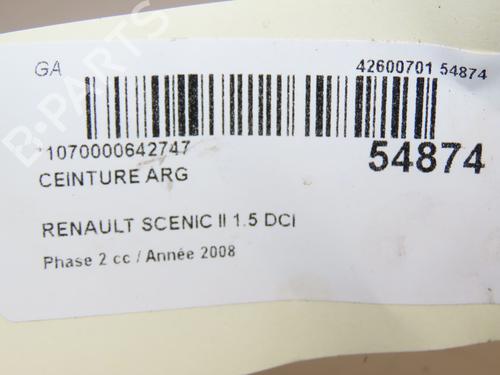 GA
42600701 54874
*1070000642747
54874
CEINTURE ARG
RENAULT SCENIC II 1.5 DCI
Phase 2 cc / Année 2008
B-PARTS